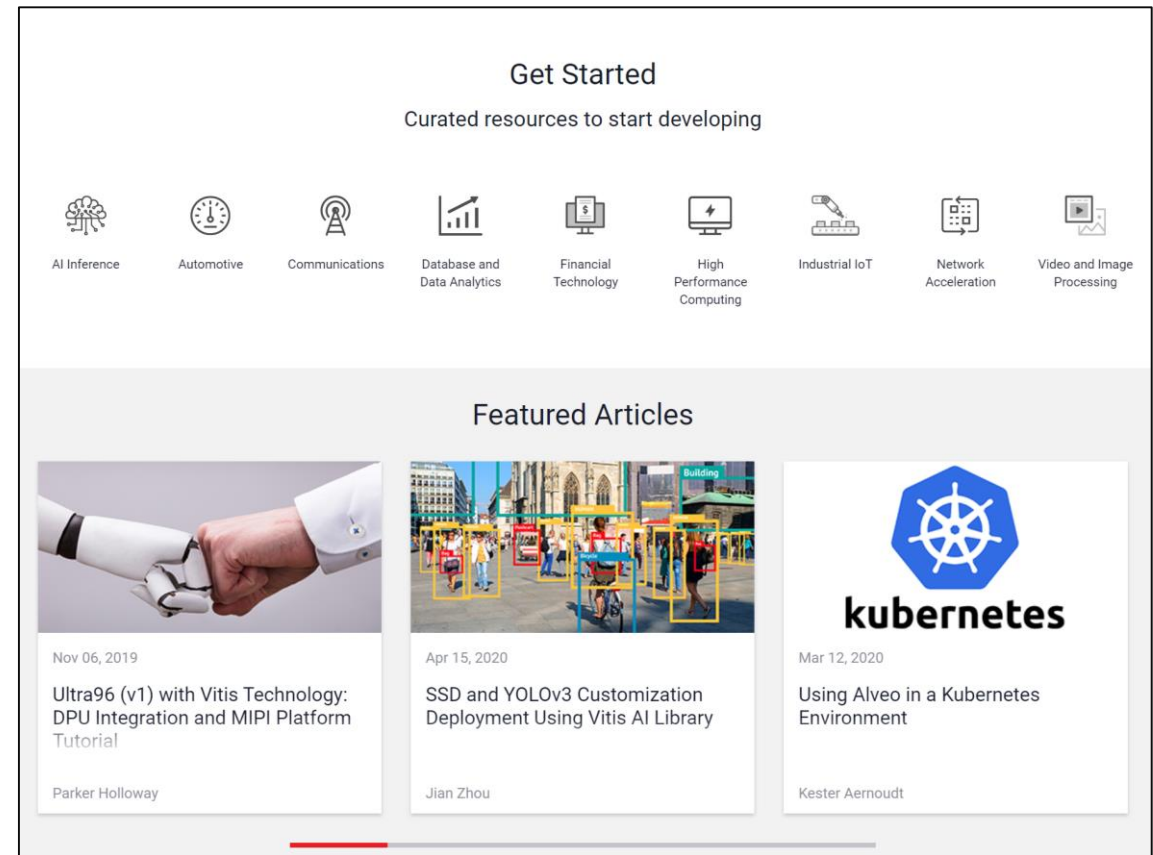 Get Started
Curated resources to start developing
AI Inference
Automotive
Communications
Database and
Data Analytics
Financial
Technology
High
Performance
Computing
Industrial IoT
Network
Acceleration
Video and Image
Processing
Featured Articles
Building
Bicycle
kubernetes
Nov 06, 2019
Ultra96 (v1) with Vitis Technology:
DPU Integration and MIPI Platform
Tutorial
Parker Holloway
Apr 15, 2020
SSD and YOLOv3 Customization
Deployment Using Vitis AI Library
Jian Zhou
Mar 12, 2020
Using Alveo in a Kubernetes
Environment
Kester Aernoudt